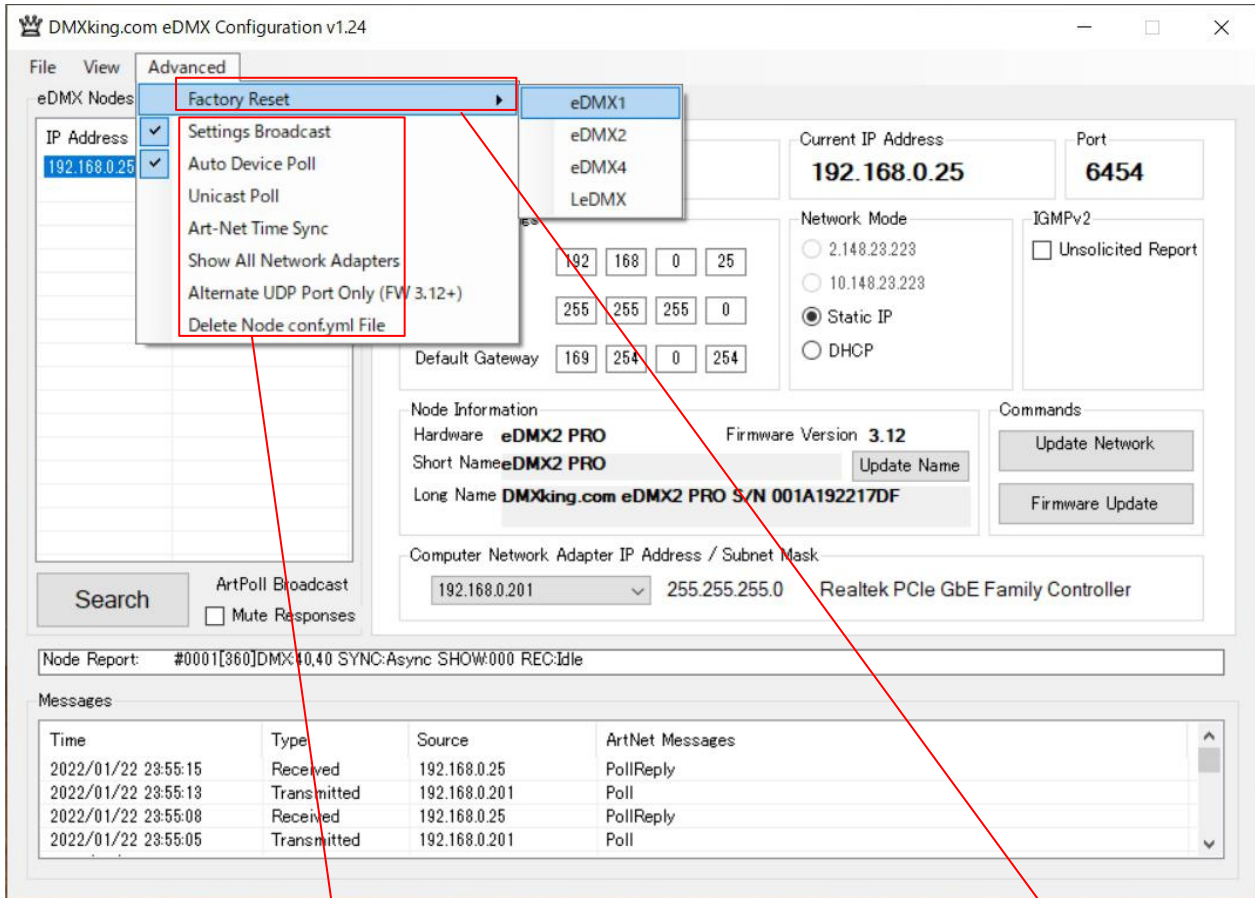 DMXking.com eDMX Configuration v1.24
File View Advanced
eDMX Nodes
IP Address
192.168.0.25
Factory Reset
Settings Broadcast
Auto Device Poll
Unicast Poll
Art-Net Time Sync
Show All Network Adapters
Alternate UDP Port Only (FW 3.12+)
Delete Node conf.yml File
eDMX1
eDMX2
eDMX4
LeDMX
Current IP Address
192.168.0.25
Port
6454
192 168 0 25
255 255 255 0
Default Gateway 169 254 0 254
Network Mode
2.148.23.223
10.148.23.223
Static IP
DHCP
IGMPv2
Unsolicited Report
Node Information
Hardware eDMX2 PRO Firmware Version 3.12
Short Name eDMX2 PRO Update Name
Long Name DMXking.com eDMX2 PRO S/N 001A192217DF
Commands
Update Network
Firmware Update
Computer Network Adapter IP Address / Subnet Mask
192.168.0.201 255.255.255.0 Realtek PCIe GbE Family Controller
Search
ArtPoll Broadcast
Mute Responses
Node Report: #0001[360]DMX:40,40 SYNC:Async SHOW:000 REC:Idle
Messages
Time Type Source ArtNet Messages
2022/01/22 23:55:15 Received 192.168.0.25 PollReply
2022/01/22 23:55:13 Transmitted 192.168.0.201 Poll
2022/01/22 23:55:08 Received 192.168.0.25 PollReply
2022/01/22 23:55:05 Transmitted 192.168.0.201 Poll